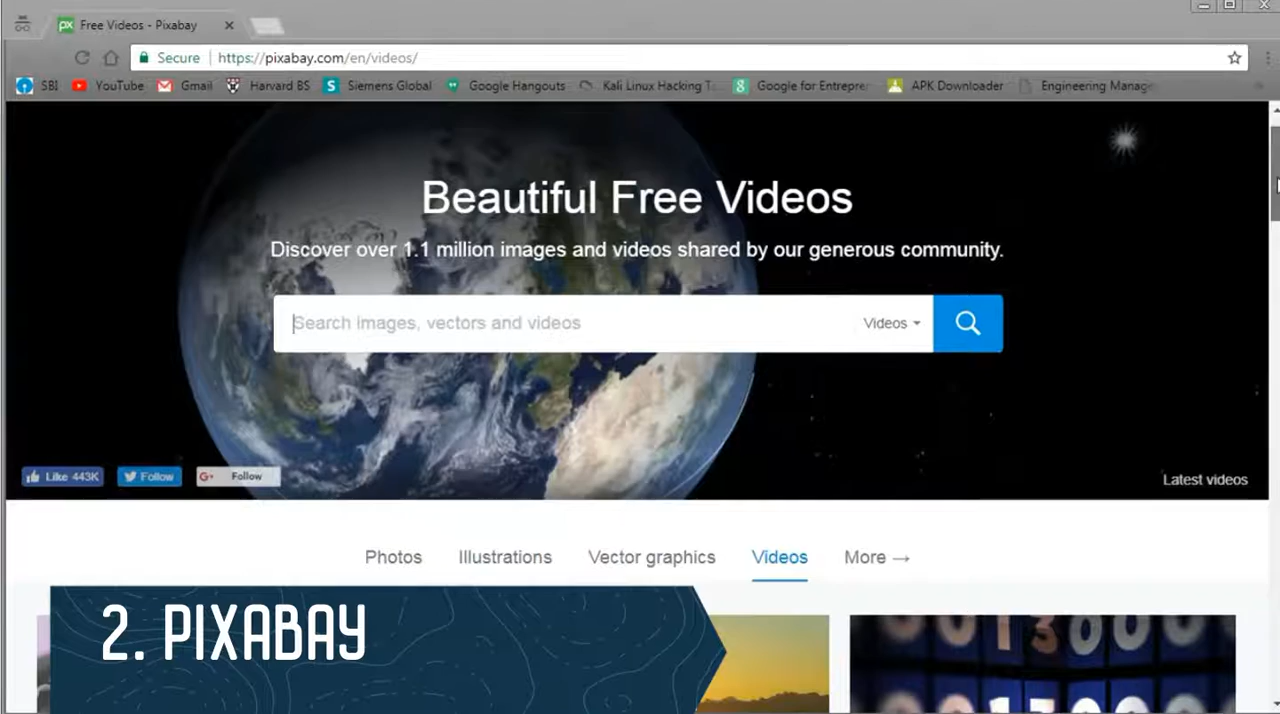 Free Videos - Pixabay
Secure https://pixabay.com/en/videos/
SBI YouTube Gmail Harvard BS Siemens Global Google Hangouts Kali Linux Hacking T Google for Entrepre APK Downloader Engineering Manage
Beautiful Free Videos
Discover over 1.1 million images and videos shared by our generous community.
Search images, vectors and videos Videos
Like 443K Follow G+ Follow
Latest videos
Photos Illustrations Vector graphics Videos More →
2. PIXABAY
1300